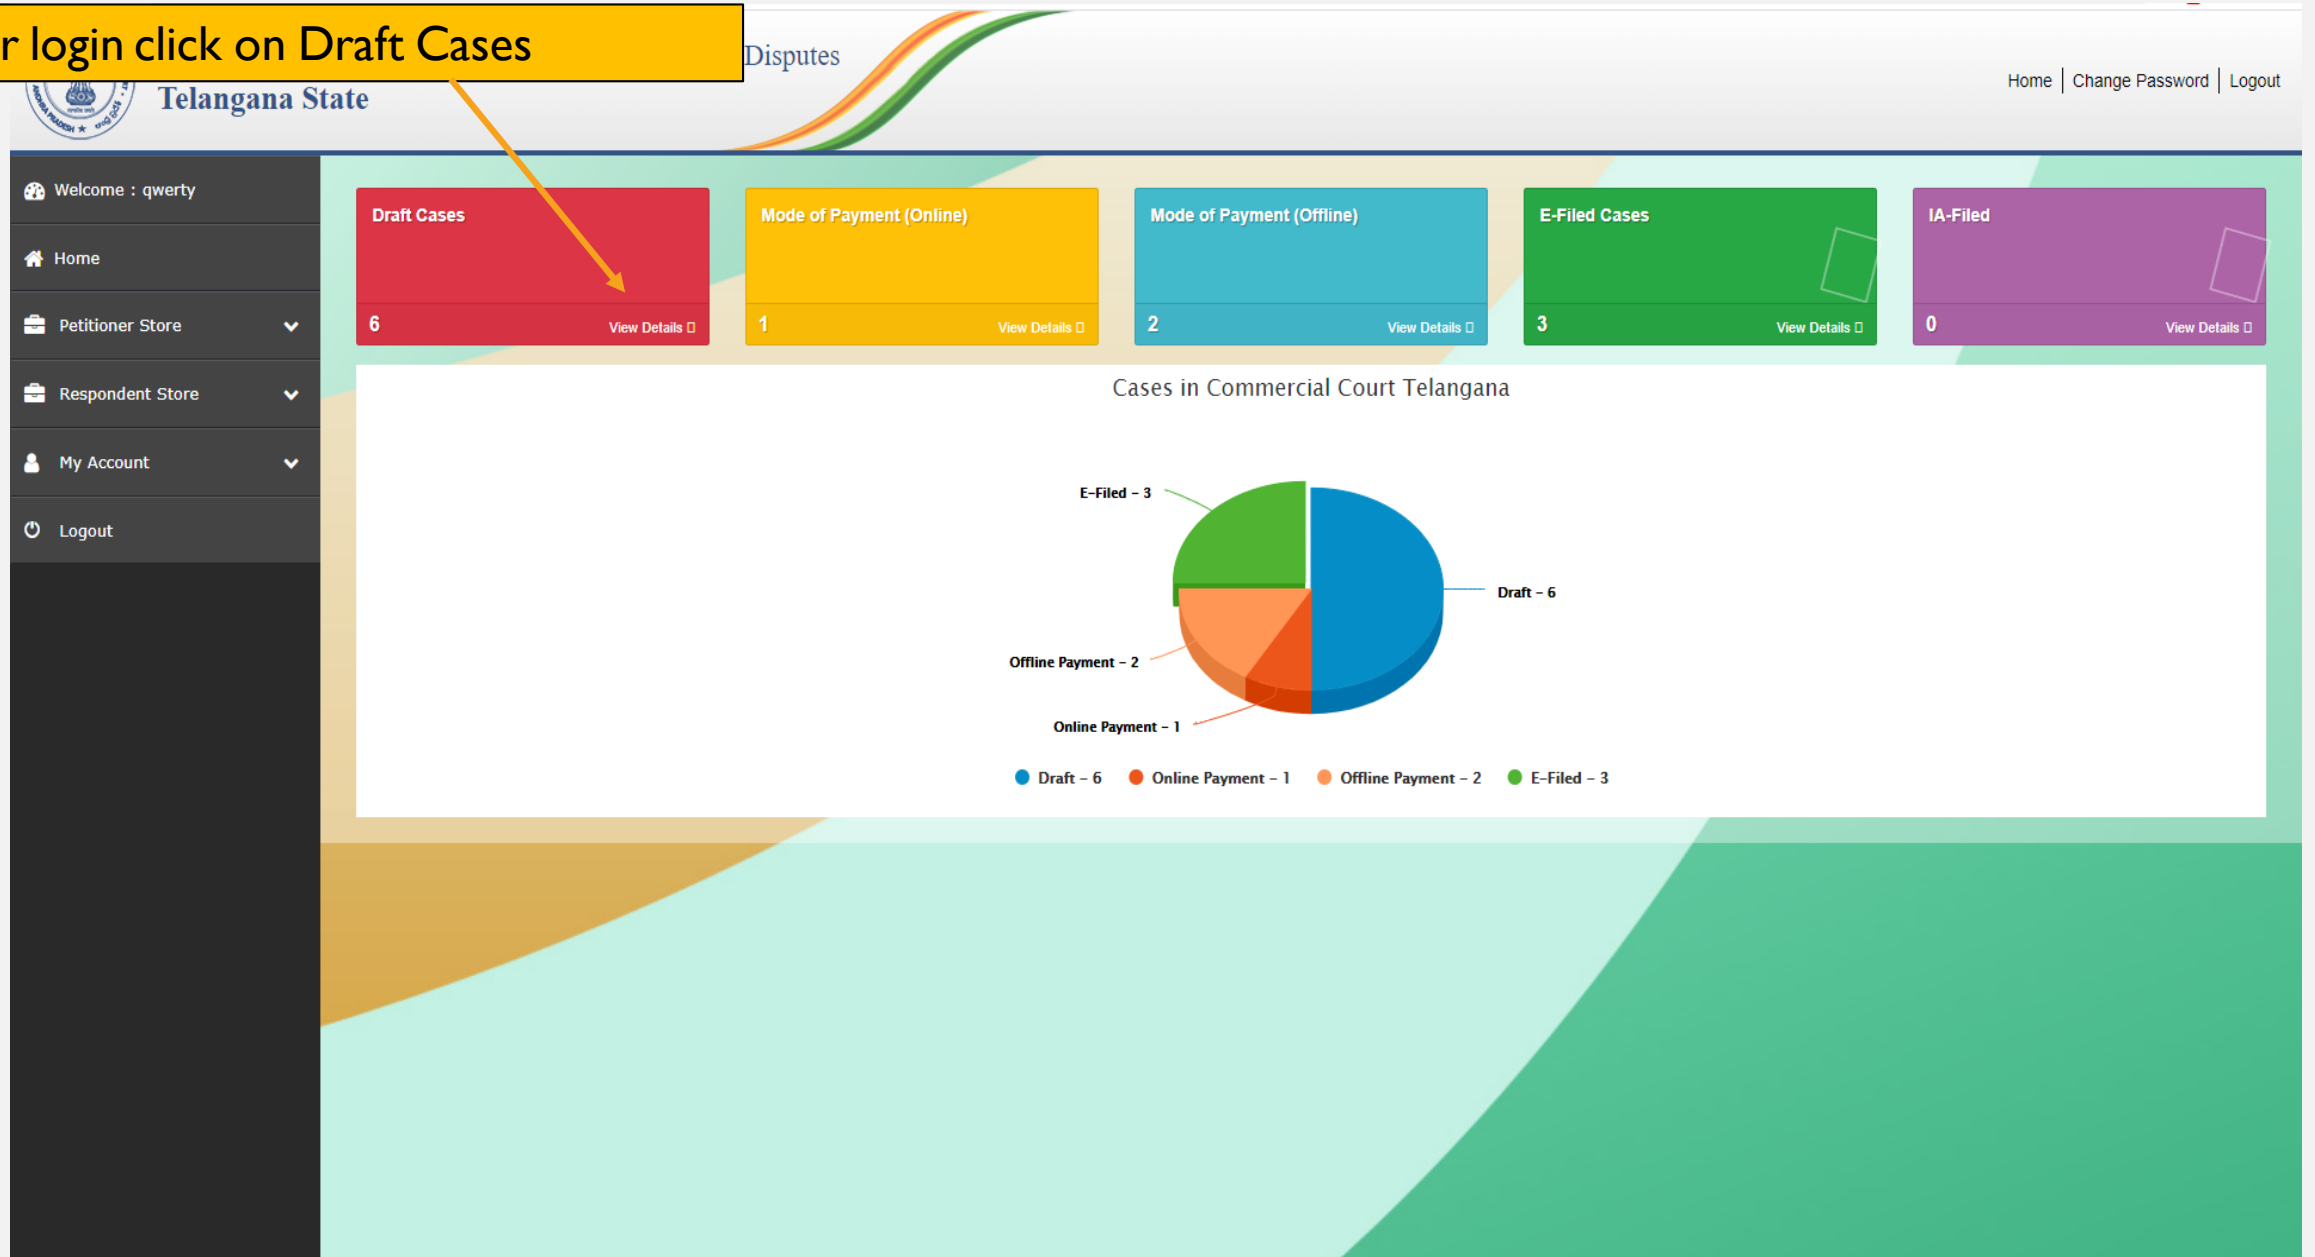 r login click on Draft Cases
Disputes
Telangana State
Home | Change Password | Logout
Welcome : qwerty
Home
Petitioner Store
Respondent Store
My Account
Logout
Draft Cases
6 View Details
Mode of Payment (Online)
1 View Details
Mode of Payment (Offline)
2 View Details
E-Filed Cases
3 View Details
IA-Filed
0 View Details
Cases in Commercial Court Telangana
E-Filed - 3
Draft - 6
Offline Payment - 2
Online Payment - 1
Draft - 6 Online Payment - 1 Offline Payment - 2 E-Filed - 3